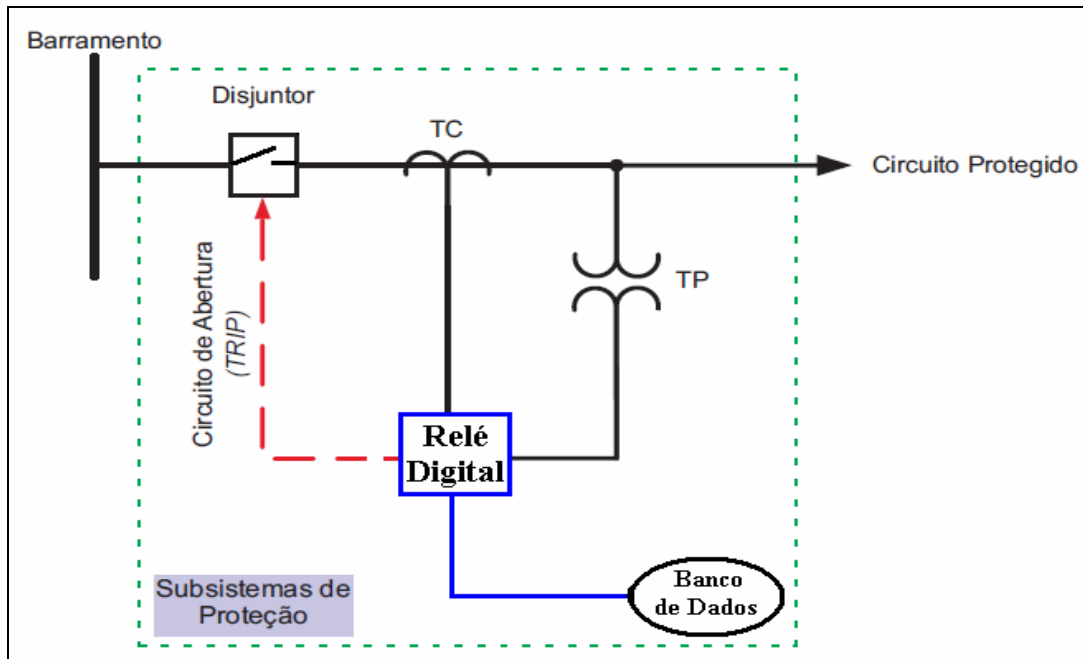 Barramento
Disjuntor
TC
Circuito Protegido
TP
Circuito de Abertura
(TRIP)
Relé
Digital
Banco
de Dados
Subsistemas de
Proteção